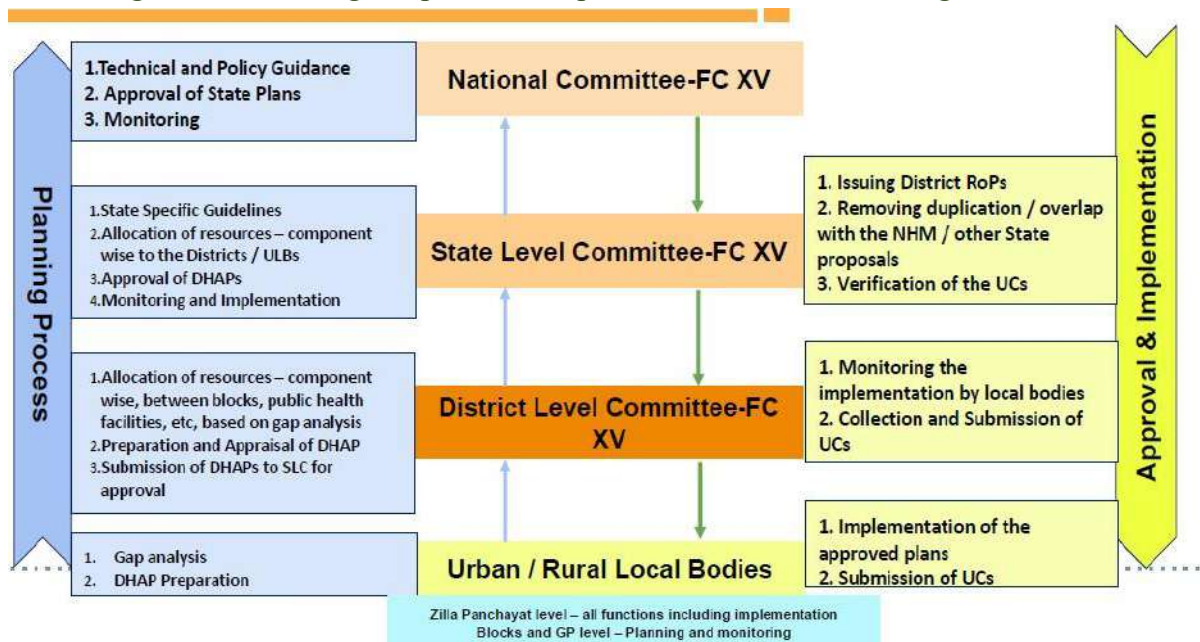 1.Technical and Policy Guidance
2. Approval of State Plans
3. Monitoring
National Committee-FC XV
Planning Process
1.State Specific Guidelines
2.Allocation of resources – component
wise to the Districts / ULBs
3.Approval of DHAPs
4.Monitoring and Implementation
State Level Committee-FC XV
1. Issuing District RoPs
2. Removing duplication / overlap
with the NHM / other State
proposals
3. Verification of the UCs
Approval & Implementation
1.Allocation of resources – component
wise, between blocks, public health
facilities, etc, based on gap analysis
2.Preparation and Appraisal of DHAP
3.Submission of DHAPs to SLC for
approval
District Level Committee-FC
XV
1. Monitoring the
implementation by local bodies
2. Collection and Submission of
UCs
1. Gap analysis
2. DHAP Preparation
Urban / Rural Local Bodies
1. Implementation of the
approved plans
2. Submission of UCs
Zilla Panchayat level – all functions including implementation
Blocks and GP level – Planning and monitoring